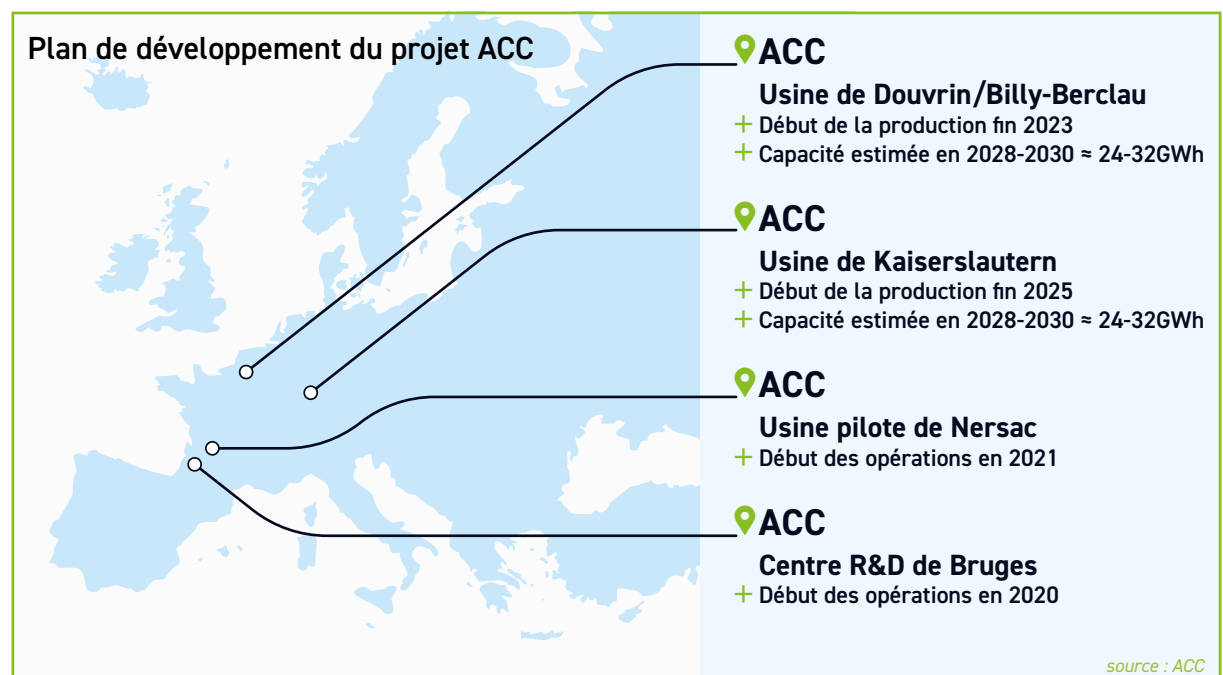 Plan de développement du projet ACC
ACC
Usine de Douvrin/Billy-Berclau
+ Début de la production fin 2023
+ Capacité estimée en 2028-2030 ≈ 24-32GWh
ACC
Usine de Kaiserslautern
+ Début de la production fin 2025
+ Capacité estimée en 2028-2030 ≈ 24-32GWh
ACC
Usine pilote de Nersac
+ Début des opérations en 2021
ACC
Centre R&D de Bruges
+ Début des opérations en 2020
source : ACC